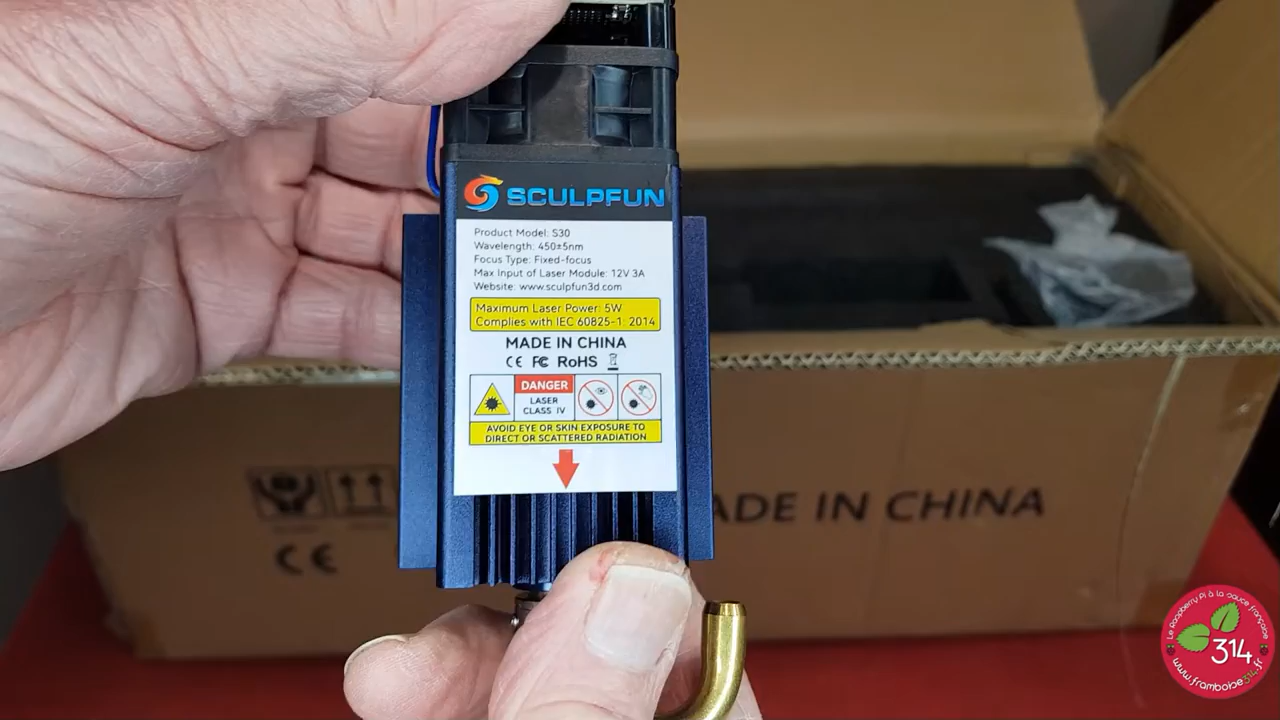 SCULPFUN
Product Model: S30
Wavelength: 450±5nm
Focus Type: Fixed-focus
Max Input of Laser Module: 12V 3A
Website: www.sculpfun3d.com
Maximum Laser Power: 5W
Complies with IEC 60825-1: 2014
MADE IN CHINA
CE FC RoHS
DANGER
LASER
CLASS IV
AVOID EYE OR SKIN EXPOSURE TO
DIRECT OR SCATTERED RADIATION
ADE IN CHINA
CE
Le Raspberry Pi à la sauce française
314
www.framboise314.fr